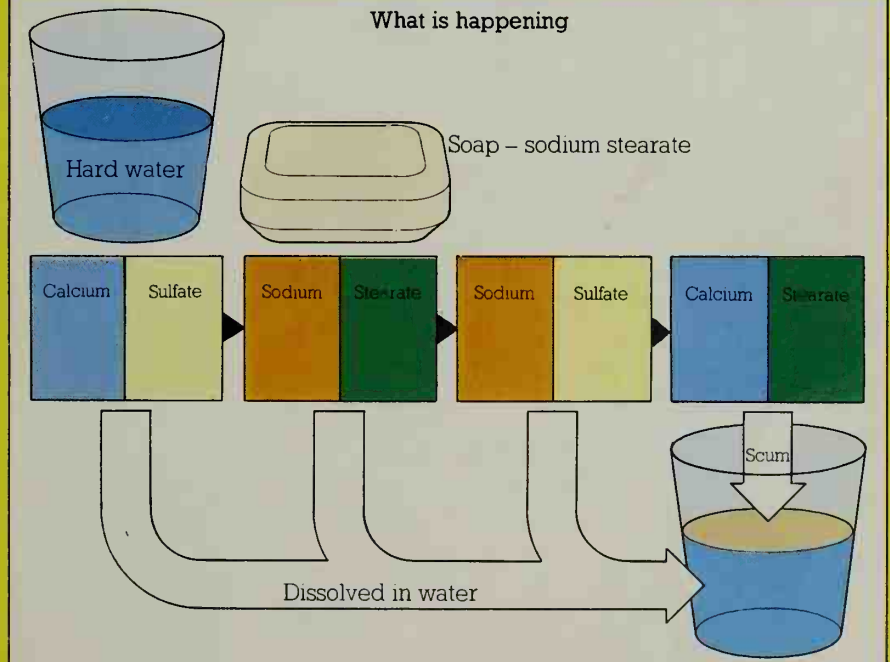 What is happening
Hard water
Soap – sodium stearate
Calcium Sulfate Sodium Stearate Sodium Sulfate Calcium Stearate
Scum
Dissolved in water